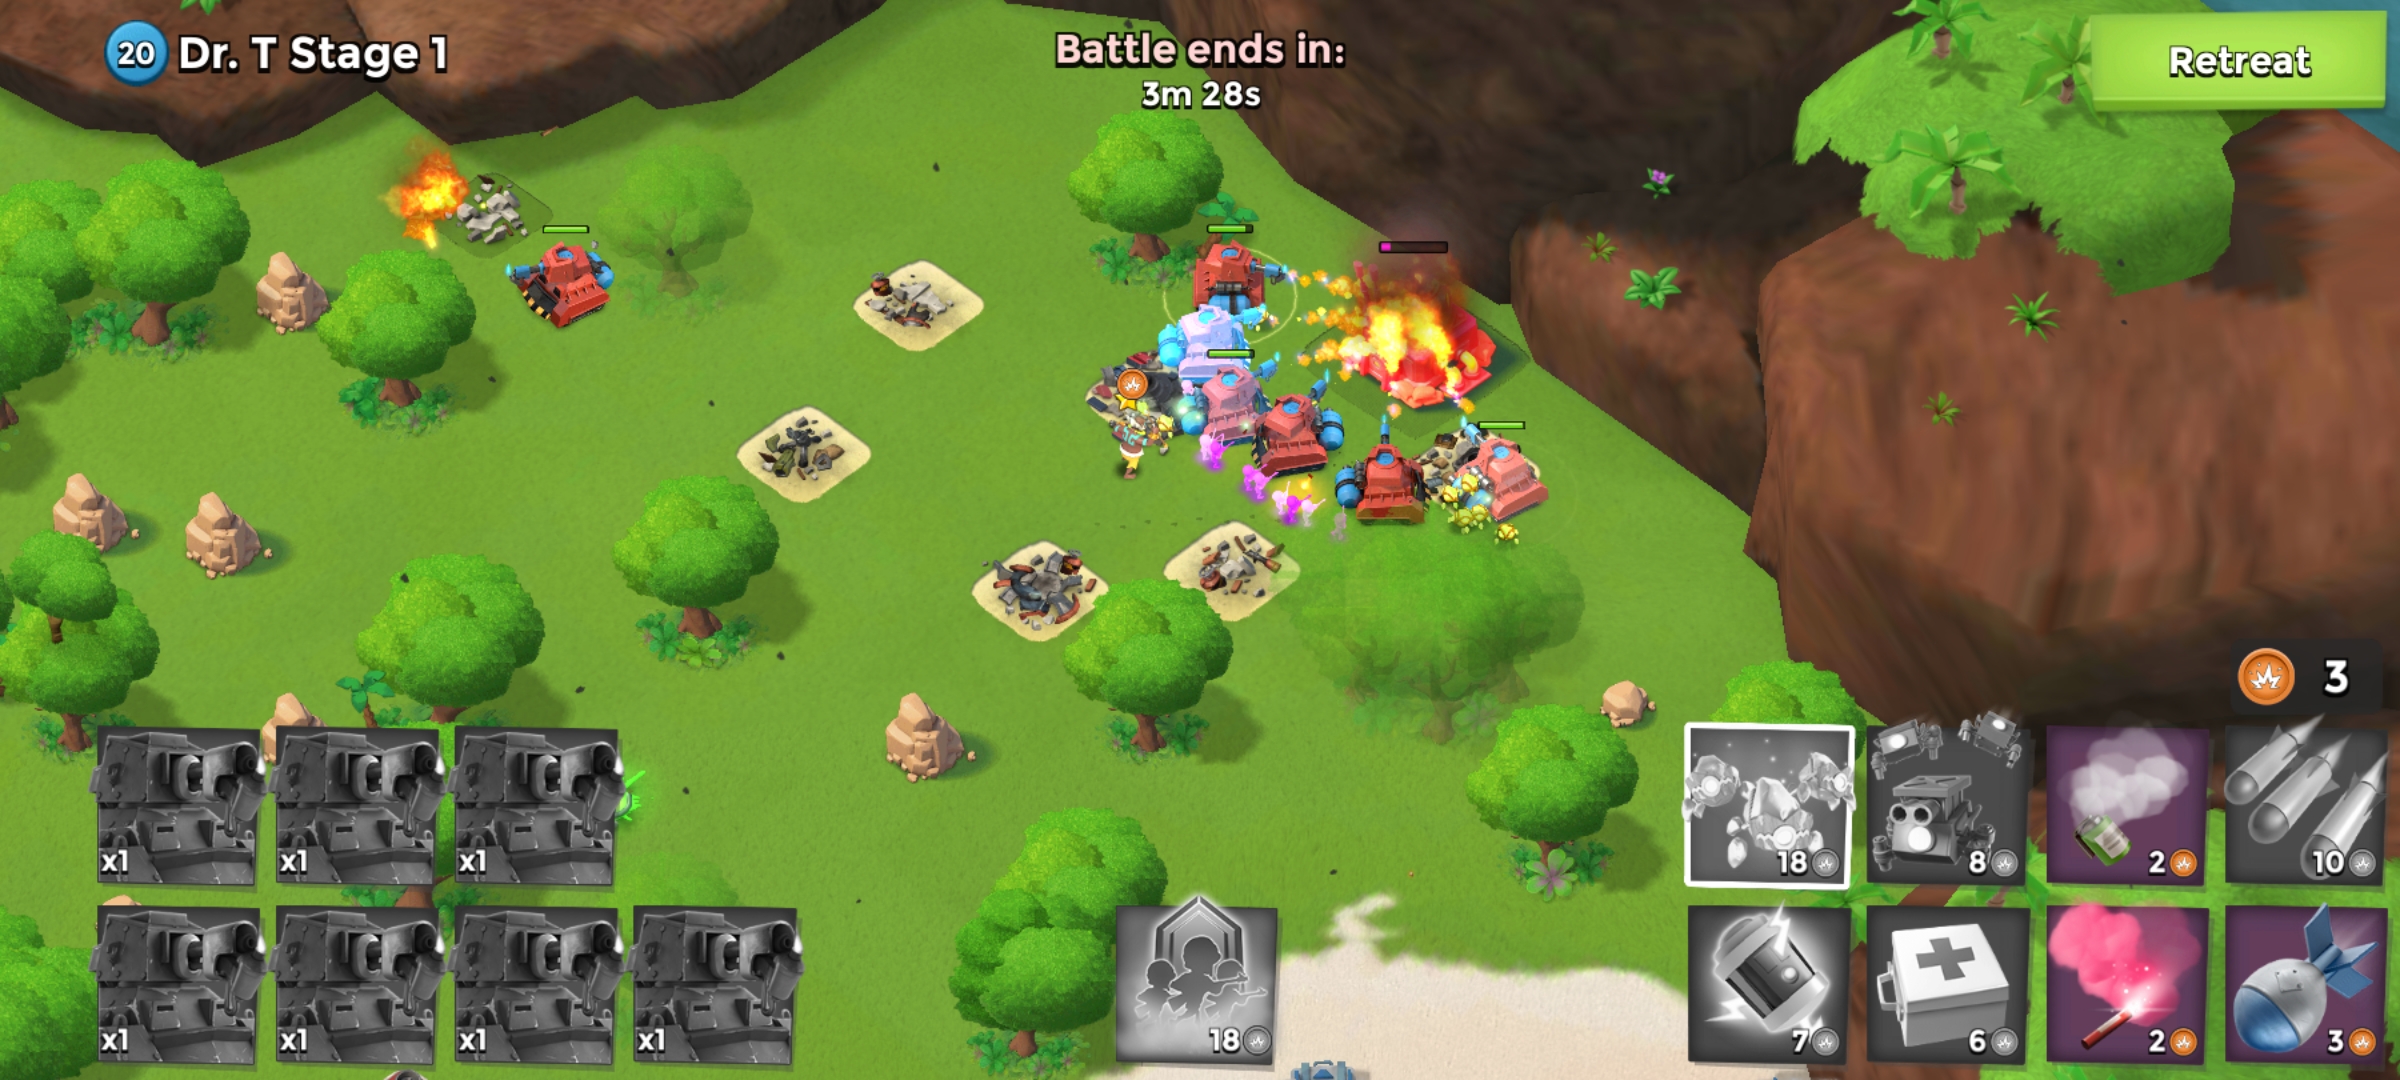 20 Dr. T Stage 1
Battle ends in:
3m 28s
Retreat
3
x1 x1 x1
18 8 2 10
x1 x1 x1 x1
18
7 6 2 3